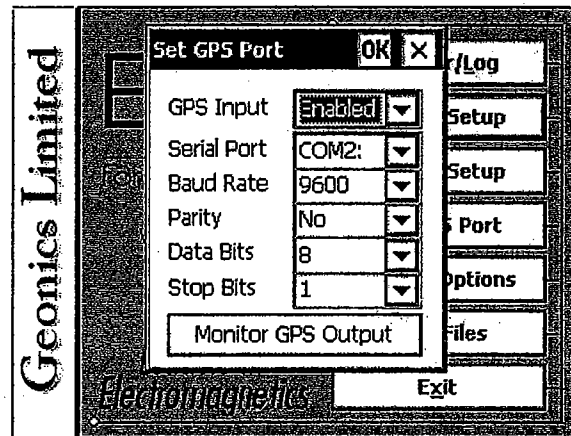 Geonics Limited
Set GPS Port OK X
GPS Input Enabled
Serial Port COM2:
Baud Rate 9600
Parity No
Data Bits 8
Stop Bits 1
Monitor GPS Output
r/Log
Setup
Setup
Port
Options
Files
Exit
Electromagnetics